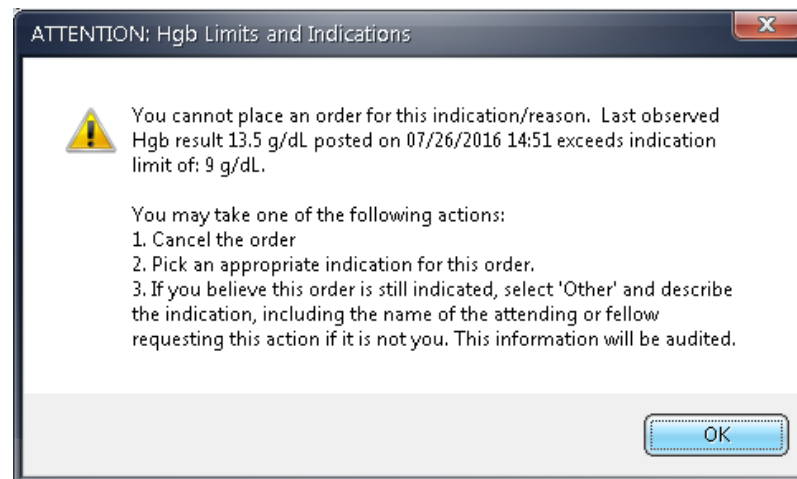 ATTENTION: Hgb Limits and Indications
You cannot place an order for this indication/reason.  Last observed
Hgb result 13.5 g/dL posted on 07/26/2016 14:51 exceeds indication
limit of: 9 g/dL.
You may take one of the following actions:
1. Cancel the order
2. Pick an appropriate indication for this order.
3. If you believe this order is still indicated, select 'Other' and describe
the indication, including the name of the attending or fellow
requesting this action if it is not you. This information will be audited.
OK